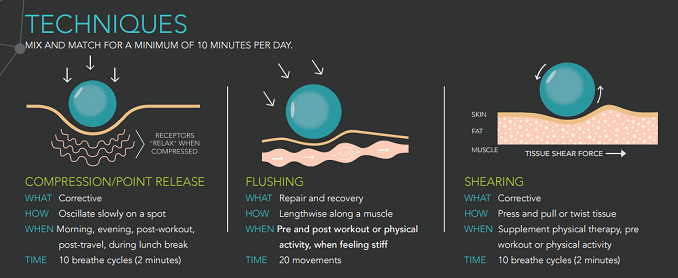 TECHNIQUES
MIX AND MATCH FOR A MINIMUM OF 10 MINUTES PER DAY.
RECEPTORS
"RELAX" WHEN
COMPRESSED
COMPRESSION/POINT RELEASE
WHAT Corrective
HOW Oscillate slowly on a spot
WHEN Morning, evening, post-workout,
post-travel, during lunch break
TIME 10 breathe cycles (2 minutes)
FLUSHING
WHAT Repair and recovery
HOW Lengthwise along a muscle
WHEN Pre and post workout or physical
activity, when feeling stiff
TIME 20 movements
SKIN
FAT
MUSCLE
TISSUE SHEAR FORCE
SHEARING
WHAT Corrective
HOW Press and pull or twist tissue
WHEN Supplement physical therapy, pre
workout or physical activity
TIME 10 breathe cycles (2 minutes)